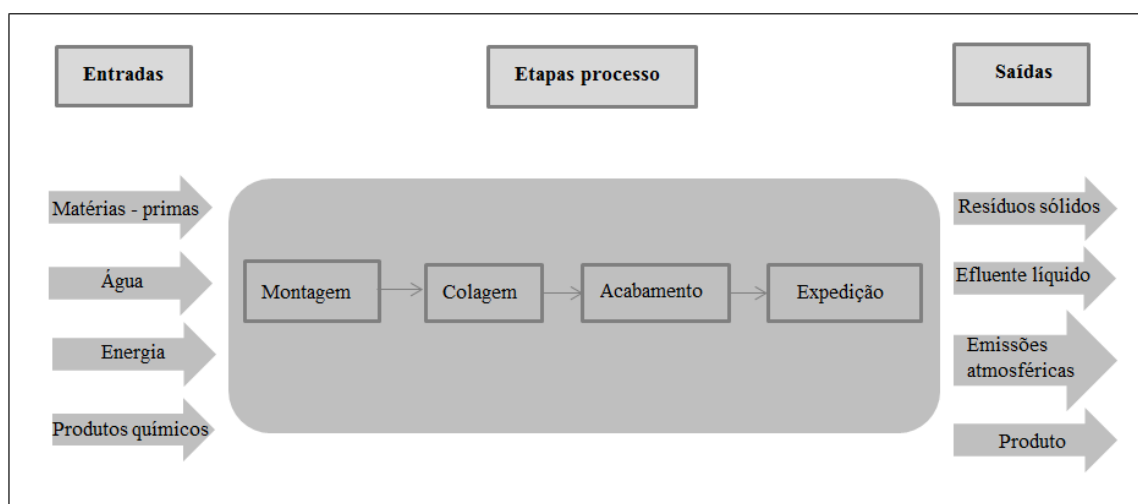 Entradas
Etapas processo
Saídas
Matérias - primas
Água
Energia
Produtos químicos
Montagem
Colagem
Acabamento
Expedição
Resíduos sólidos
Efluente líquido
Emissões
atmosféricas
Produto